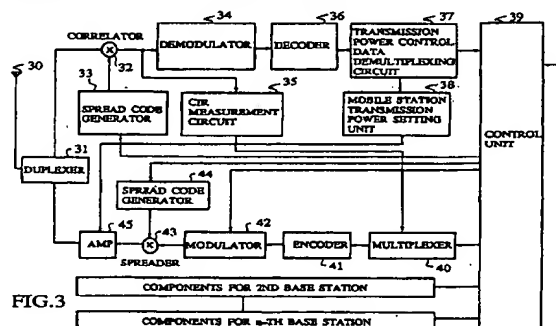 34
36
37
39
CORRELATOR
DEMODULATOR
DECODER
TRANSMISSION
POWER CONTROL
DATA
DEMULTIPLEXING
CIRCUIT
30
32
33
35
38
SPREAD CODE
GENERATOR
CIR
MEASUREMENT
CIRCUIT
MOBILE STATION
TRANSMISSION
POWER SETTING
UNIT
CONTROL
UNIT
31
DUPLEXER
44
SPREAD CODE
GENERATOR
45
43
42
AMP
MODULATOR
ENCODER
MULTIPLEXER
SPREADER
41
40
COMPONENTS FOR 2ND BASE STATION
FIG.3
COMPONENTS FOR n-TH BASE STATION